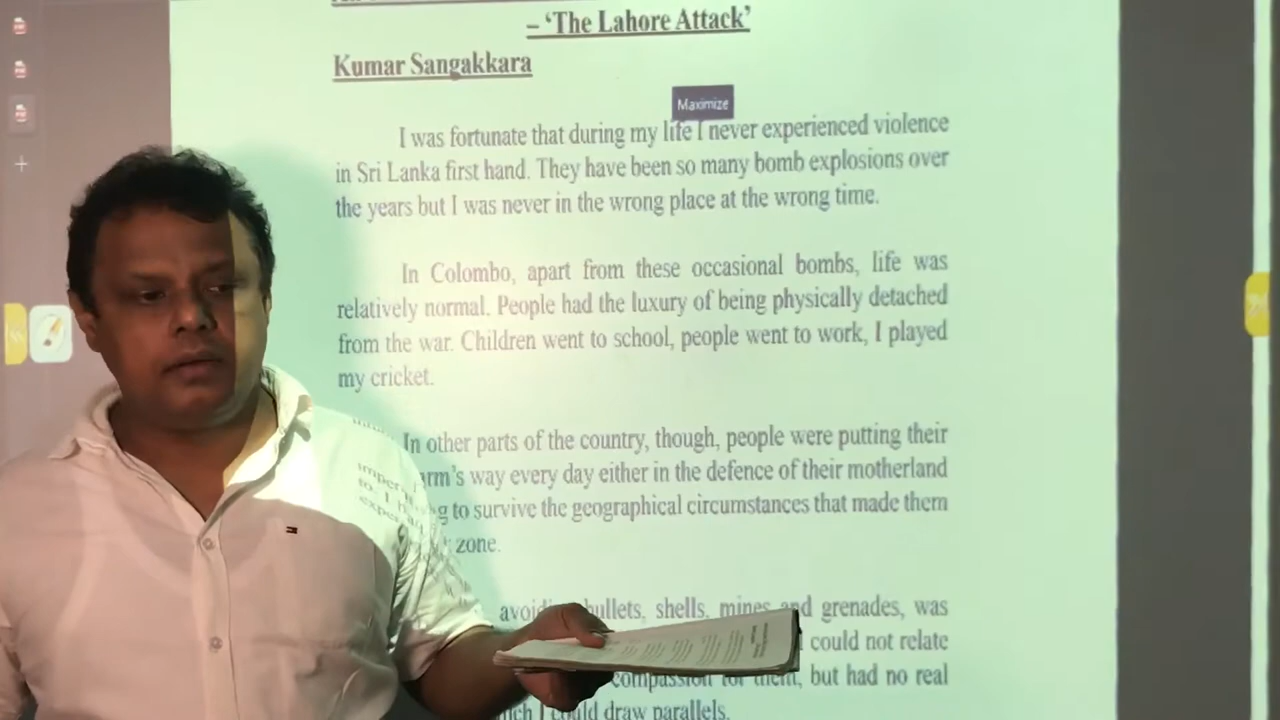 – ‘The Lahore Attack’
Kumar Sangakkara
Maximize
I was fortunate that during my life I never experienced violence
in Sri Lanka first hand. They have been so many bomb explosions over
the years but I was never in the wrong place at the wrong time.
In Colombo, apart from these occasional bombs, life was
relatively normal. People had the luxury of being physically detached
from the war. Children went to school, people went to work, I played
my cricket.
In other parts of the country, though, people were putting their
way every day either in the defence of their motherland
to survive the geographical circumstances that made them
zone.
bullets, shells, mines and grenades, was
could not relate
compassion for them, but had no real
I could draw parallels.